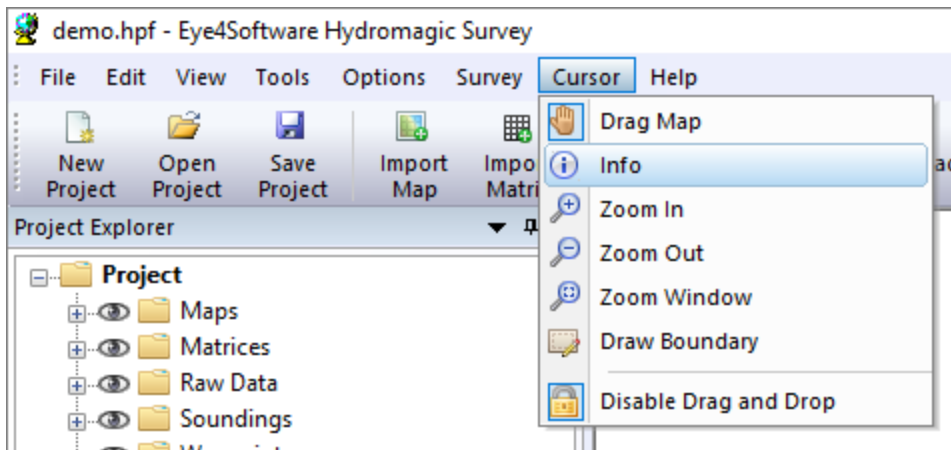 demo.hpf - Eye4Software Hydromagic Survey
File Edit View Tools Options Survey Cursor Help
New Project
Open Project
Save Project
Import Map
Impo
Matri
Drag Map
Info
Zoom In
Zoom Out
Zoom Window
Draw Boundary
Disable Drag and Drop
Project Explorer
Project
Maps
Matrices
Raw Data
Soundings